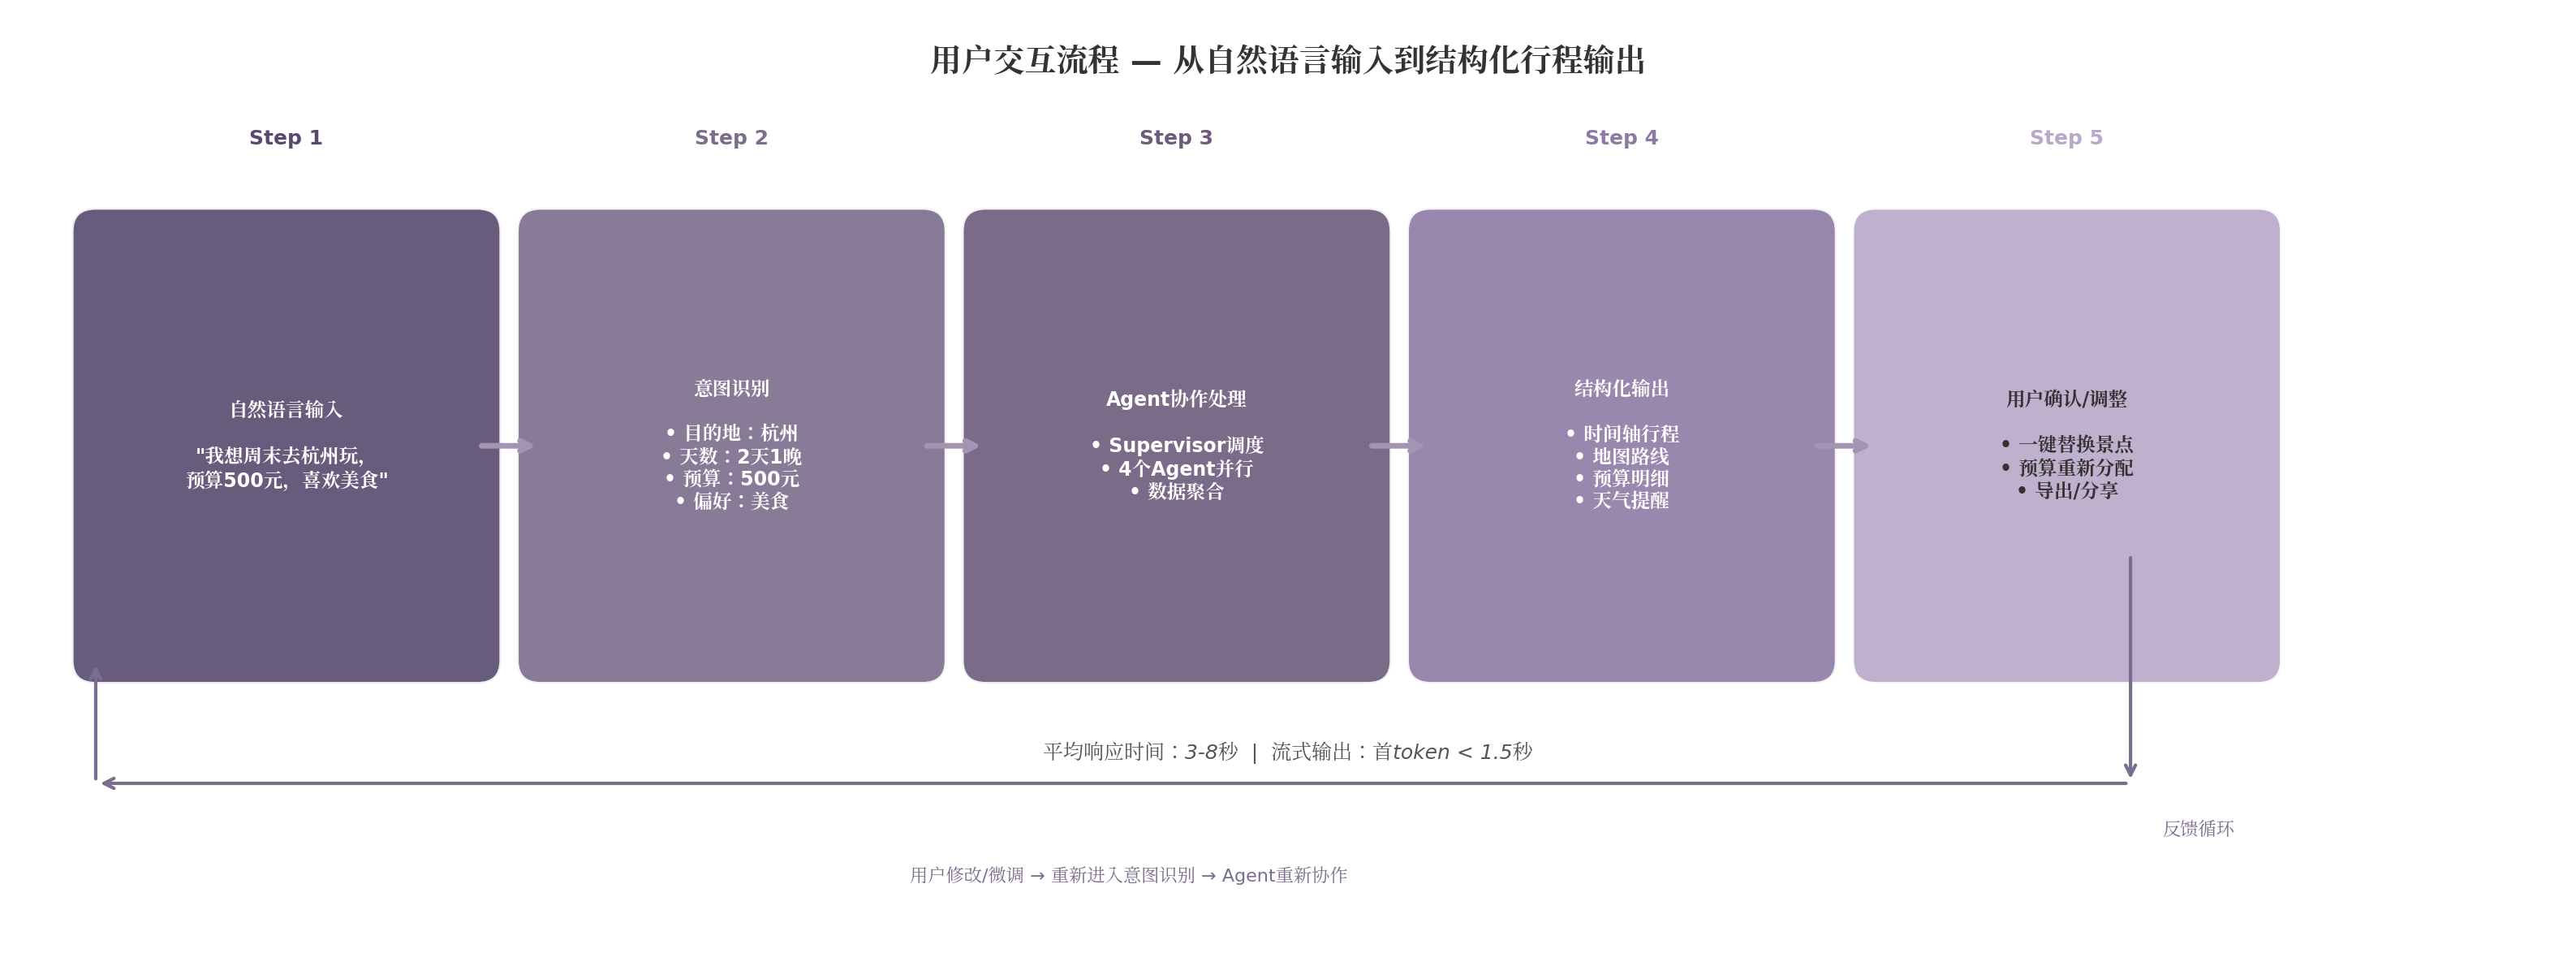 用户交互流程 — 从自然语言输入到结构化行程输出
Step 1
Step 2
Step 3
Step 4
Step 5
自然语言输入
"我想周末去杭州玩，
预算500元，喜欢美食"
意图识别
• 目的地：杭州
• 天数：2天1晚
• 预算：500元
• 偏好：美食
Agent协作处理
• Supervisor调度
• 4个Agent并行
• 数据聚合
结构化输出
• 时间轴行程
• 地图路线
• 预算明细
• 天气提醒
用户确认/调整
• 一键替换景点
• 预算重新分配
• 导出/分享
平均响应时间：3-8秒 | 流式输出：首token < 1.5秒
反馈循环
用户修改/微调 → 重新进入意图识别 → Agent重新协作